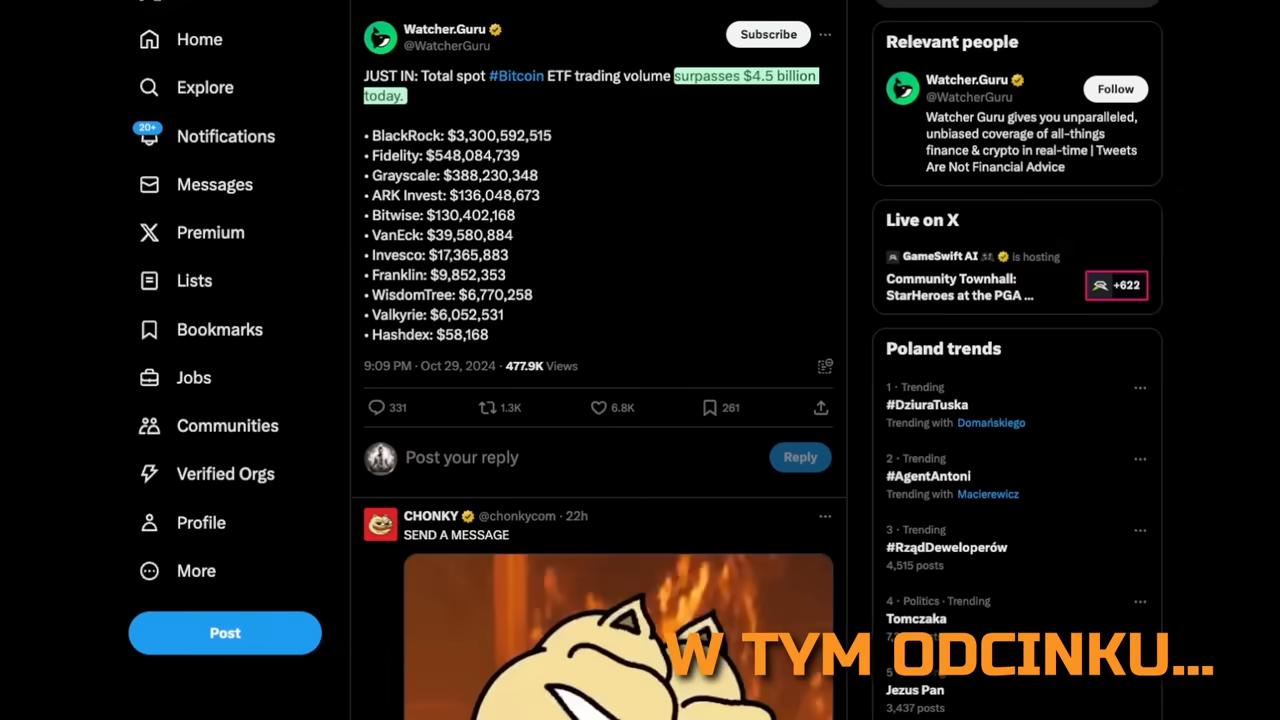 Home
Explore
20+
Notifications
Messages
Premium
Lists
Bookmarks
Jobs
Communities
Verified Orgs
Profile
More
Post
Watcher.Guru
@WatcherGuru
Subscribe
JUST IN: Total spot #Bitcoin ETF trading volume surpasses $4.5 billion
today.
• BlackRock: $3,300,592,515
• Fidelity: $548,084,739
• Grayscale: $388,230,348
• ARK Invest: $136,048,673
• Bitwise: $130,402,168
• VanEck: $39,580,884
• Invesco: $17,365,883
• Franklin: $9,852,353
• WisdomTree: $6,770,258
• Valkyrie: $6,052,531
• Hashdex: $58,168
9:09 PM · Oct 29, 2024 · 477.9K Views
331 1.3K 6.8K 261
Post your reply
Reply
CHONKY @chonkycom · 22h
SEND A MESSAGE
Relevant people
Watcher.Guru
@WatcherGuru
Follow
Watcher Guru gives you unparalleled,
unbiased coverage of all-things
finance & crypto in real-time | Tweets
Are Not Financial Advice
Live on X
GameSwift AI is hosting
Community Townhall:
StarHeroes at the PGA ...
+622
Poland trends
1 · Trending
#DziuraTuska
Trending with Domańskiego
2 · Trending
#AgentAntoni
Trending with Macierewicz
3 · Trending
#RządDeweloperów
4,515 posts
4 · Politics · Trending
Tomczaka
W TYM ODCINKU...
Jezus Pan
3,437 posts